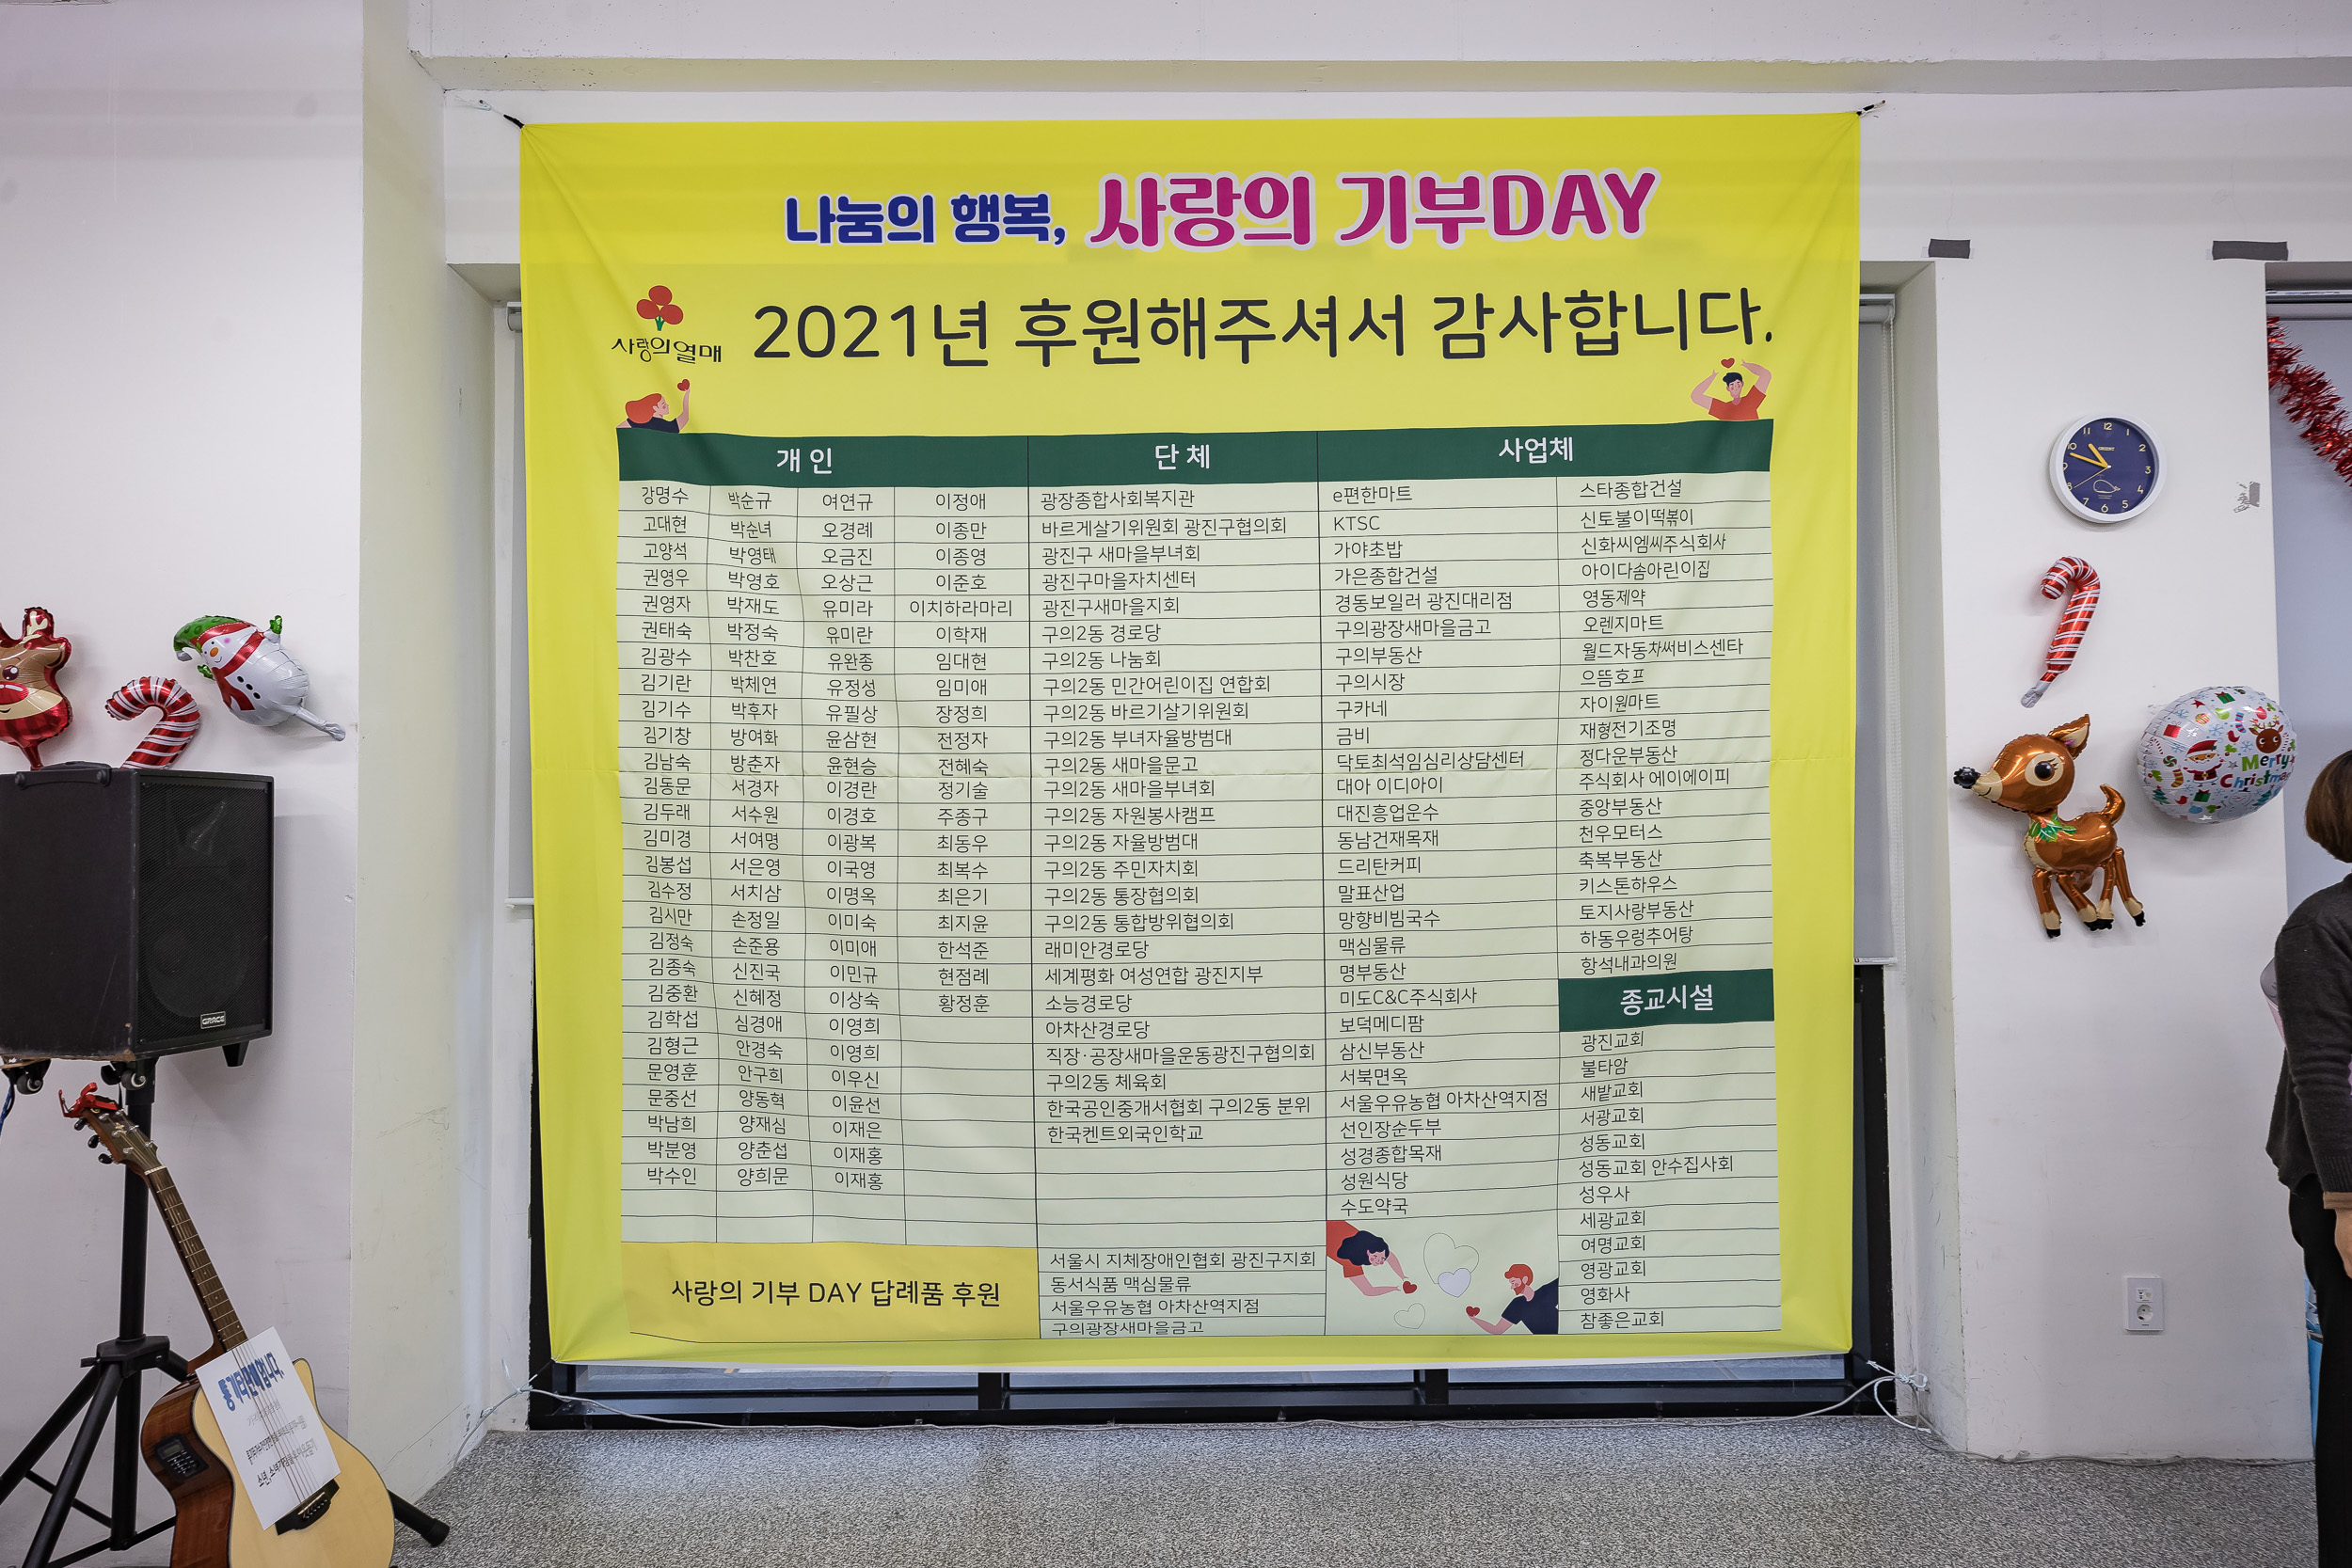 나눔의 행복, 사랑의 기부DAY
사랑의열매
2021년 후원해주셔서 감사합니다.
개 인
강명수 박순규 여연규 이정애
고대현 박순녀 오경례 이종만
고양석 박영태 오금진 이종영
권영우 박영호 오상근 이준호
권영자 박재도 유미라 이치하라마리
권태숙 박정숙 유미란 이학재
김광수 박찬호 유완종 임대현
김기란 박체연 유정성 임미애
김기수 박후자 유필상 장정희
김기창 방여화 윤삼현 전정자
김남숙 방춘자 윤현승 전혜숙
김동문 서경자 이경란 정기술
김두래 서수원 이경호 주종구
김미경 서여명 이광복 최동우
김봉섭 서은영 이국영 최복수
김수정 서치삼 이명옥 최은기
김시만 손정일 이미숙 최지윤
김정숙 손준용 이미애 한석준
김종숙 신진국 이민규 현점례
김중환 신혜정 이상숙 황정훈
김학섭 심경애 이영희
김형근 안경숙 이영희
문영훈 안구희 이우신
문중선 양동혁 이윤선
박남희 양재심 이재은
박분영 양춘섭 이재홍
박수인 양희문 이재홍
단 체
광장종합사회복지관
바르게살기위원회 광진구협의회
광진구 새마을부녀회
광진구마을자치센터
광진구새마을지회
구의2동 경로당
구의2동 나눔회
구의2동 민간어린이집 연합회
구의2동 바르기살기위원회
구의2동 부녀자율방범대
구의2동 새마을문고
구의2동 새마을부녀회
구의2동 자원봉사캠프
구의2동 자율방범대
구의2동 주민자치회
구의2동 통장협의회
구의2동 통합방위협의회
래미안경로당
세계평화 여성연합 광진지부
소능경로당
아차산경로당
직장·공장새마을운동광진구협의회
구의2동 체육회
한국공인중개서협회 구의2동 분위
한국켄트외국인학교
사업체
e편한마트
KTSC
가야초밥
가은종합건설
경동보일러 광진대리점
구의광장새마을금고
구의부동산
구의시장
구카네
금비
닥토최석임심리상담센터
대아 이디아이
대진흥업운수
동남건재목재
드리탄커피
말표산업
망향비빔국수
맥심물류
명부동산
미도C&C주식회사
보덕메디팜
삼신부동산
서북면옥
서울우유농협 아차산역지점
선인장순두부
성경종합목재
성원식당
수도약국
스타종합건설
신토불이떡볶이
신화씨엠씨주식회사
아이다솜아린이집
영동제약
오렌지마트
월드자동차써비스센타
으뜸호프
자이원마트
재형전기조명
정다운부동산
주식회사 에이에이피
중앙부동산
천우모터스
축복부동산
키스톤하우스
토지사랑부동산
하동우렁추어탕
항석내과의원
종교시설
광진교회
불타암
새밭교회
서광교회
성동교회
성동교회 안수집사회
성우사
세광교회
여명교회
영광교회
영화사
참좋은교회
사랑의 기부 DAY 답례품 후원
서울시 지체장애인협회 광진구지회
동서식품 맥심물류
서울우유농협 아차산역지점
구의광장새마을금고
GRACE
Merry
Christmas
12
1
2
3
4
5
6
7
8
9
10
11